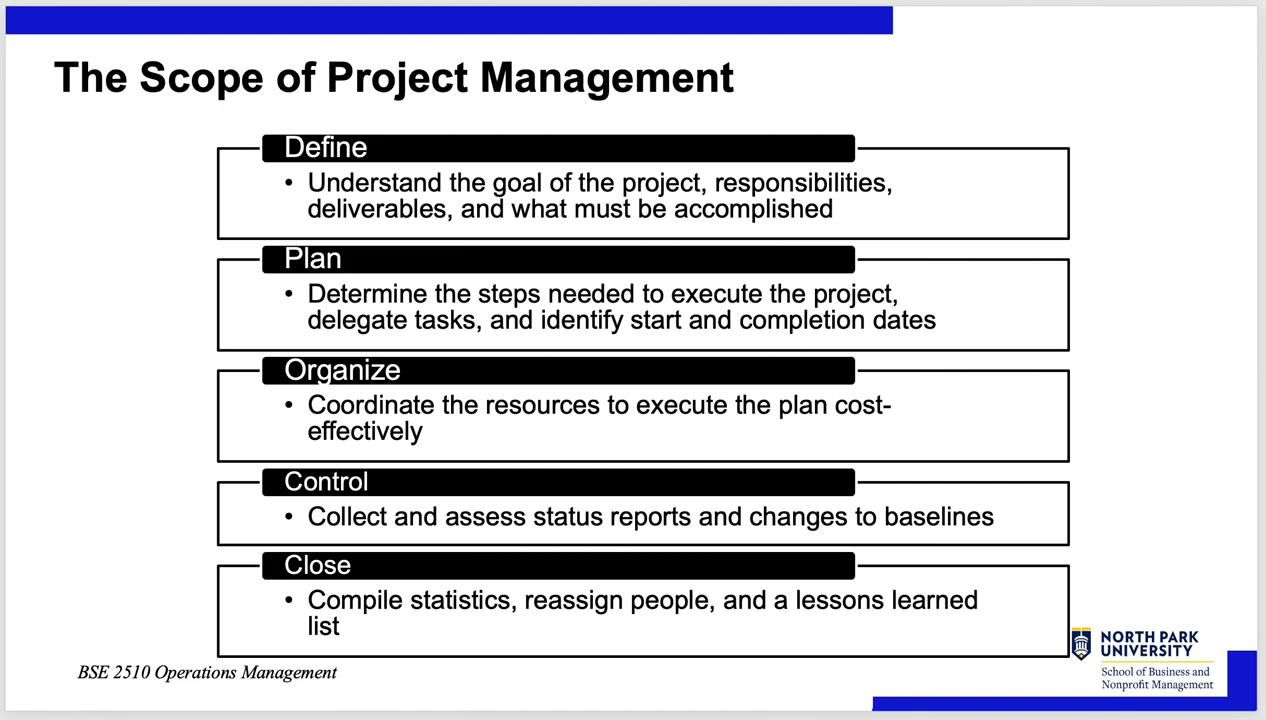 The Scope of Project Management
Define
• Understand the goal of the project, responsibilities,
deliverables, and what must be accomplished
Plan
• Determine the steps needed to execute the project,
delegate tasks, and identify start and completion dates
Organize
• Coordinate the resources to execute the plan cost-
effectively
Control
• Collect and assess status reports and changes to baselines
Close
• Compile statistics, reassign people, and a lessons learned
list
BSE 2510 Operations Management
NORTH PARK
UNIVERSITY
School of Business and
Nonprofit Management